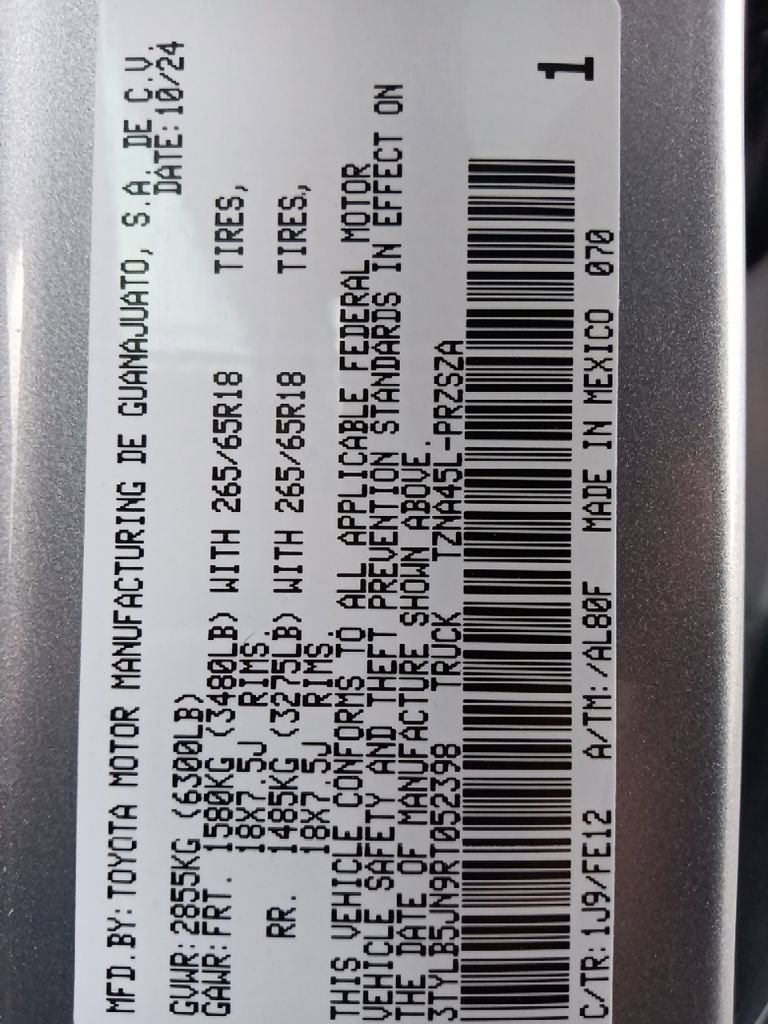 MFD.BY:TOYOTA MOTOR MANUFACTURING DE GUANAJUATO, S.A. DE C.V.
DATE:10/24
GVWR:2855KG (6300LB)
GAWR:FRT. 1580KG (3480LB) WITH 265/65R18 TIRES,
18X7.5J RIMS.
RR. 1485KG (3275LB) WITH 265/65R18 TIRES,
18X7.5J RIMS.
THIS VEHICLE CONFORMS TO ALL APPLICABLE FEDERAL MOTOR
VEHICLE SAFETY AND THEFT PREVENTION STANDARDS IN EFFECT ON
THE DATE OF MANUFACTURE SHOWN ABOVE.
3TYLB5JN9RT052398 TRUCK TZNA45L-PRZSZA
1
C/TR:1J9/FE12 A/TM:/AL80F MADE IN MEXICO 070